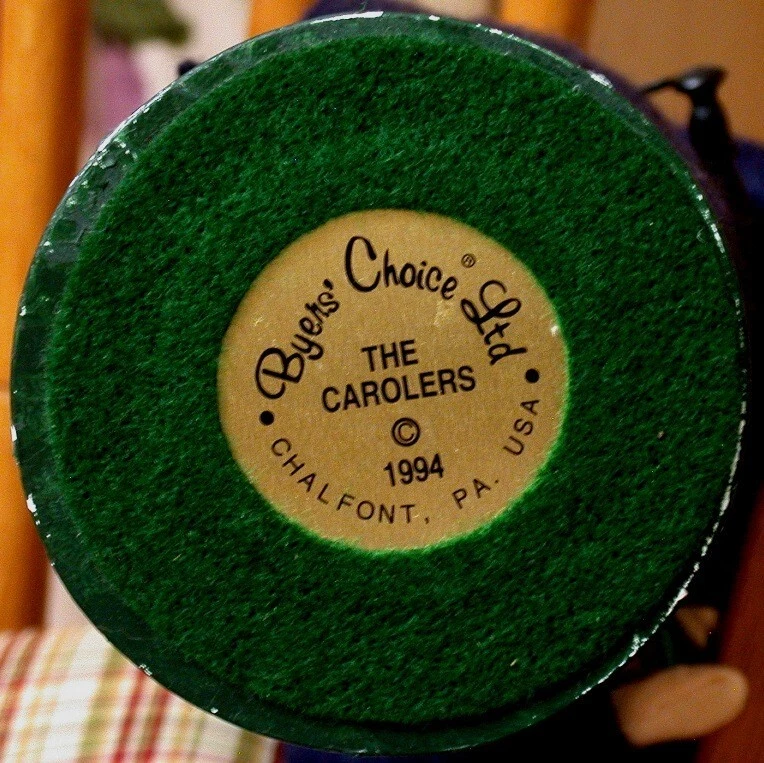 Byers' Choice® Ltd
THE
CAROLERS
©
1994
• CHALFONT, PA. USA •